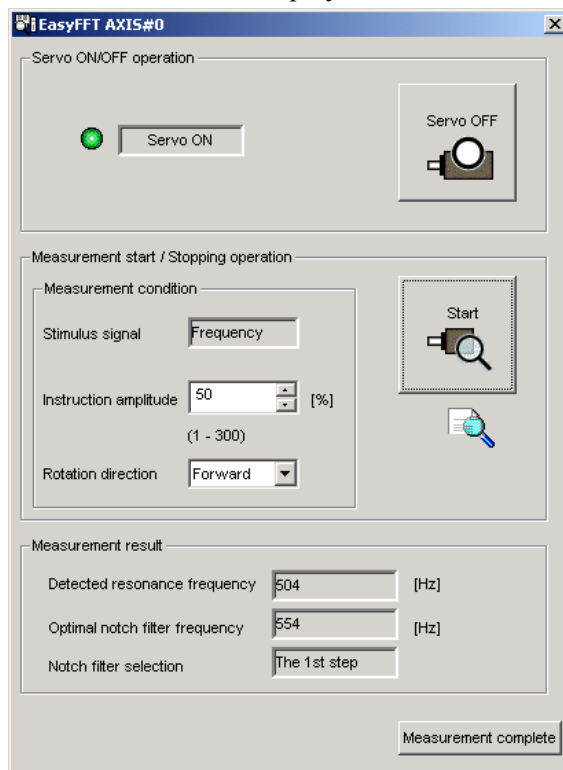 EasyFFT AXIS#0
Servo ON/OFF operation
Servo ON
Servo OFF
Measurement start / Stopping operation
Measurement condition
Stimulus signal
Frequency
Start
Instruction amplitude
50
[%]
(1 - 300)
Rotation direction
Forward
Measurement result
Detected resonance frequency
504
[Hz]
Optimal notch filter frequency
554
[Hz]
Notch filter selection
The 1st step
Measurement complete